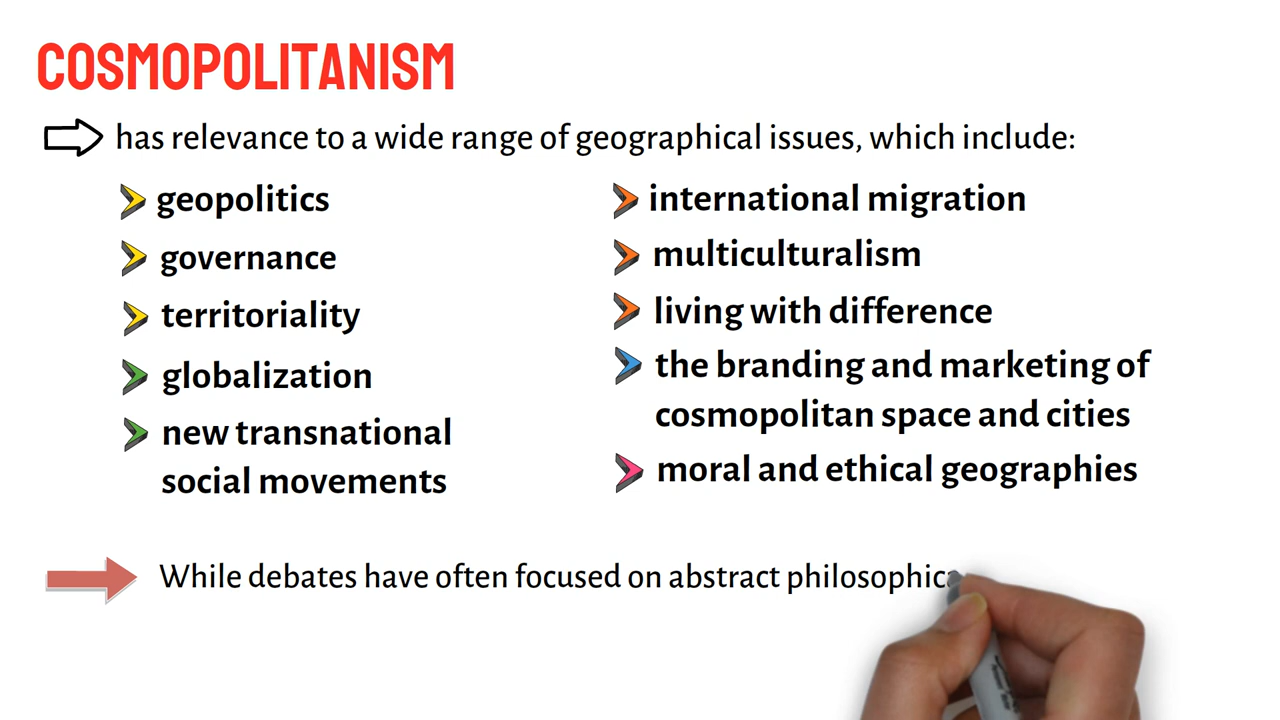 COSMOPOLITANISM
has relevance to a wide range of geographical issues, which include:
geopolitics
governance
territoriality
globalization
new transnational
social movements
international migration
multiculturalism
living with difference
the branding and marketing of
cosmopolitan space and cities
moral and ethical geographies
While debates have often focused on abstract philosophica